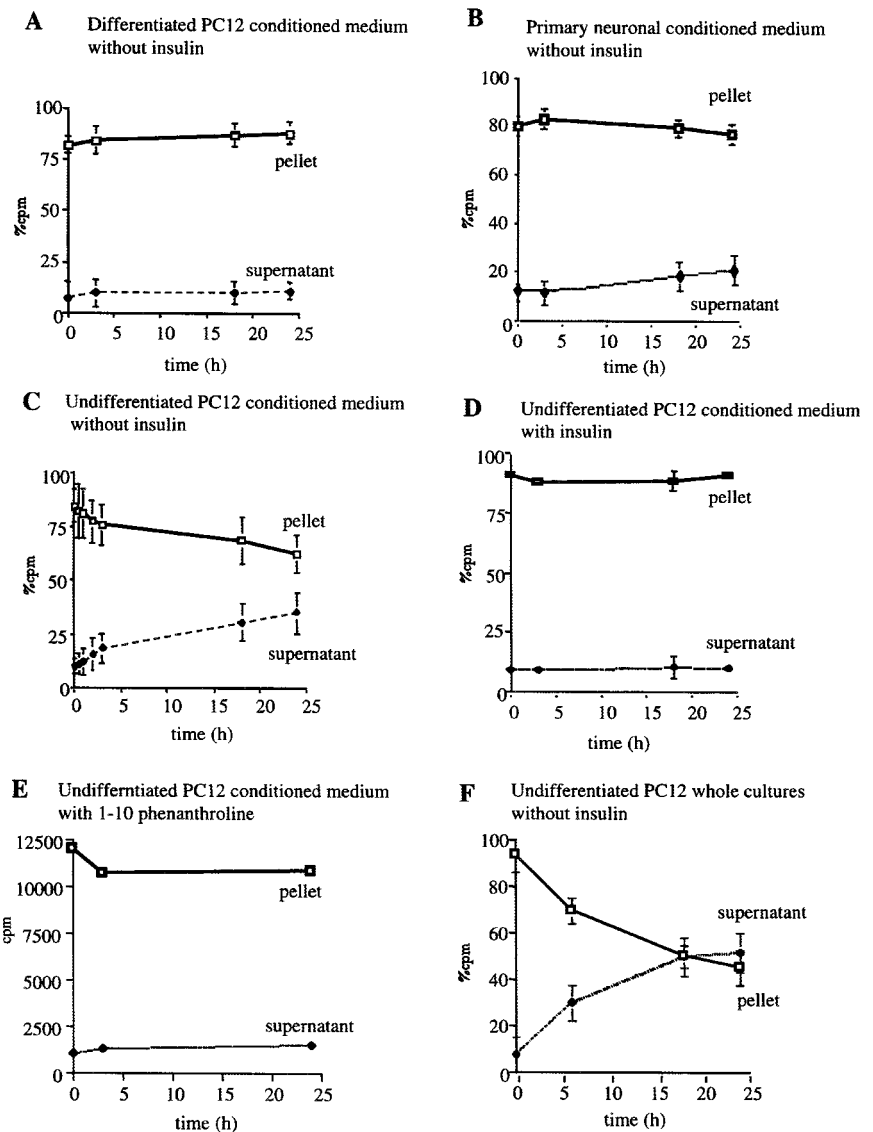 A Differentiated PC12 conditioned medium
without insulin
100
75
50
25
0
%cpm
pellet
supernatant
0 5 10 15 20 25
time (h)
B Primary neuronal conditioned medium
without insulin
100
80
60
40
20
0
%cpm
pellet
supernatant
0 5 10 15 20 25
time (h)
C Undifferentiated PC12 conditioned medium
without insulin
100
75
50
25
0
%cpm
pellet
supernatant
0 5 10 15 20 25
time (h)
D Undifferentiated PC12 conditioned medium
with insulin
100
75
50
25
0
%cpm
pellet
supernatant
0 5 10 15 20 25
time (h)
E Undifferntiated PC12 conditioned medium
with 1-10 phenanthroline
12500
10000
7500
5000
2500
0
cpm
pellet
supernatant
0 5 10 15 20 25
time (h)
F Undifferentiated PC12 whole cultures
without insulin
100
80
60
40
20
0
%cpm
supernatant
pellet
0 5 10 15 20 25
time (h)